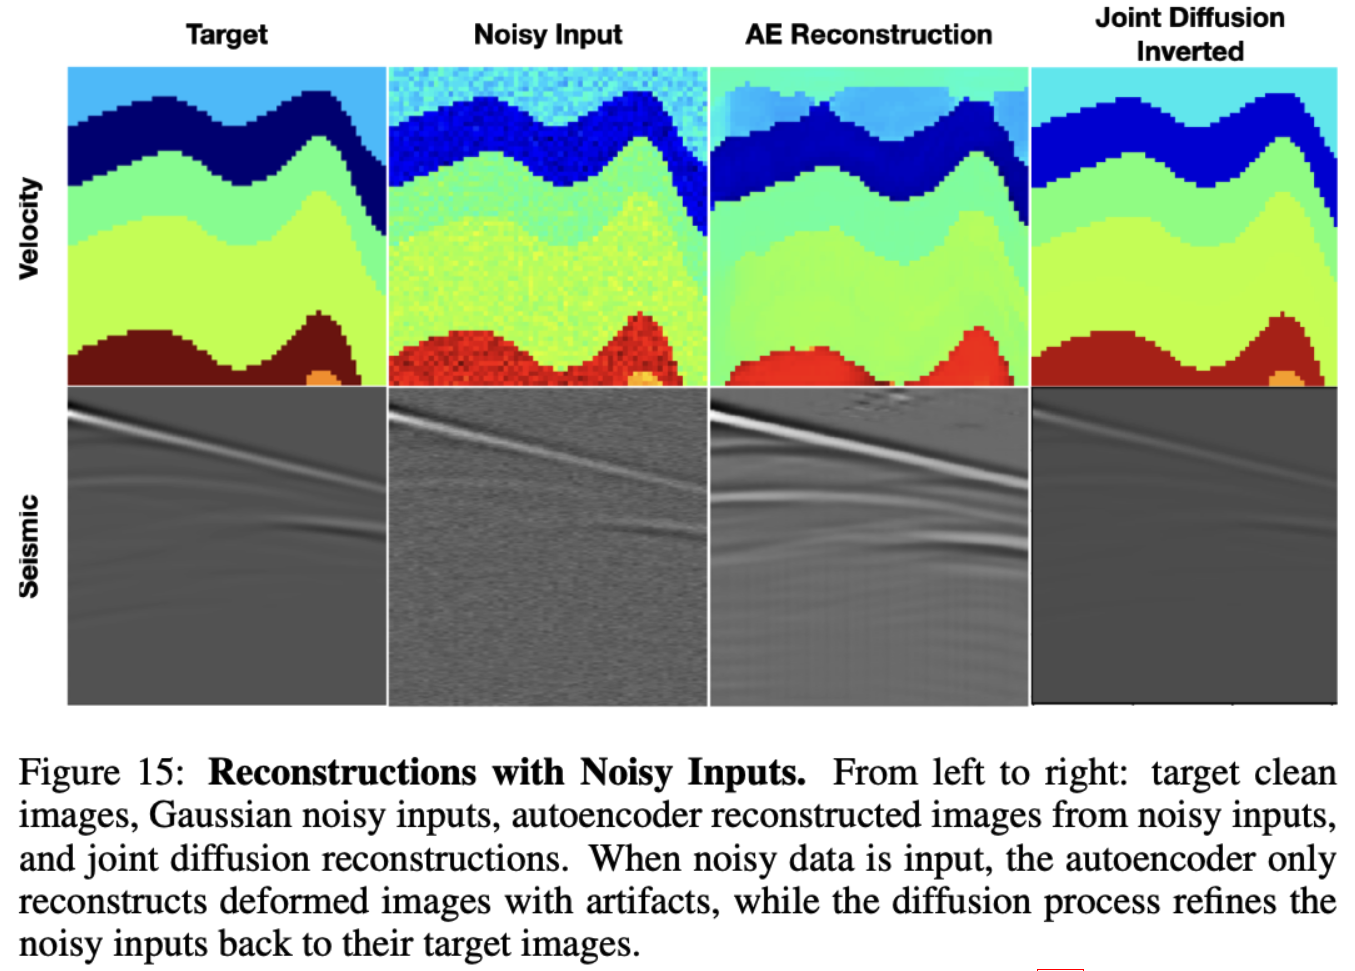 Target
Noisy Input
AE Reconstruction
Joint Diffusion
Inverted
Velocity
Seismic
Figure 15: Reconstructions with Noisy Inputs. From left to right: target clean
images, Gaussian noisy inputs, autoencoder reconstructed images from noisy inputs,
and joint diffusion reconstructions. When noisy data is input, the autoencoder only
reconstructs deformed images with artifacts, while the diffusion process refines the
noisy inputs back to their target images.